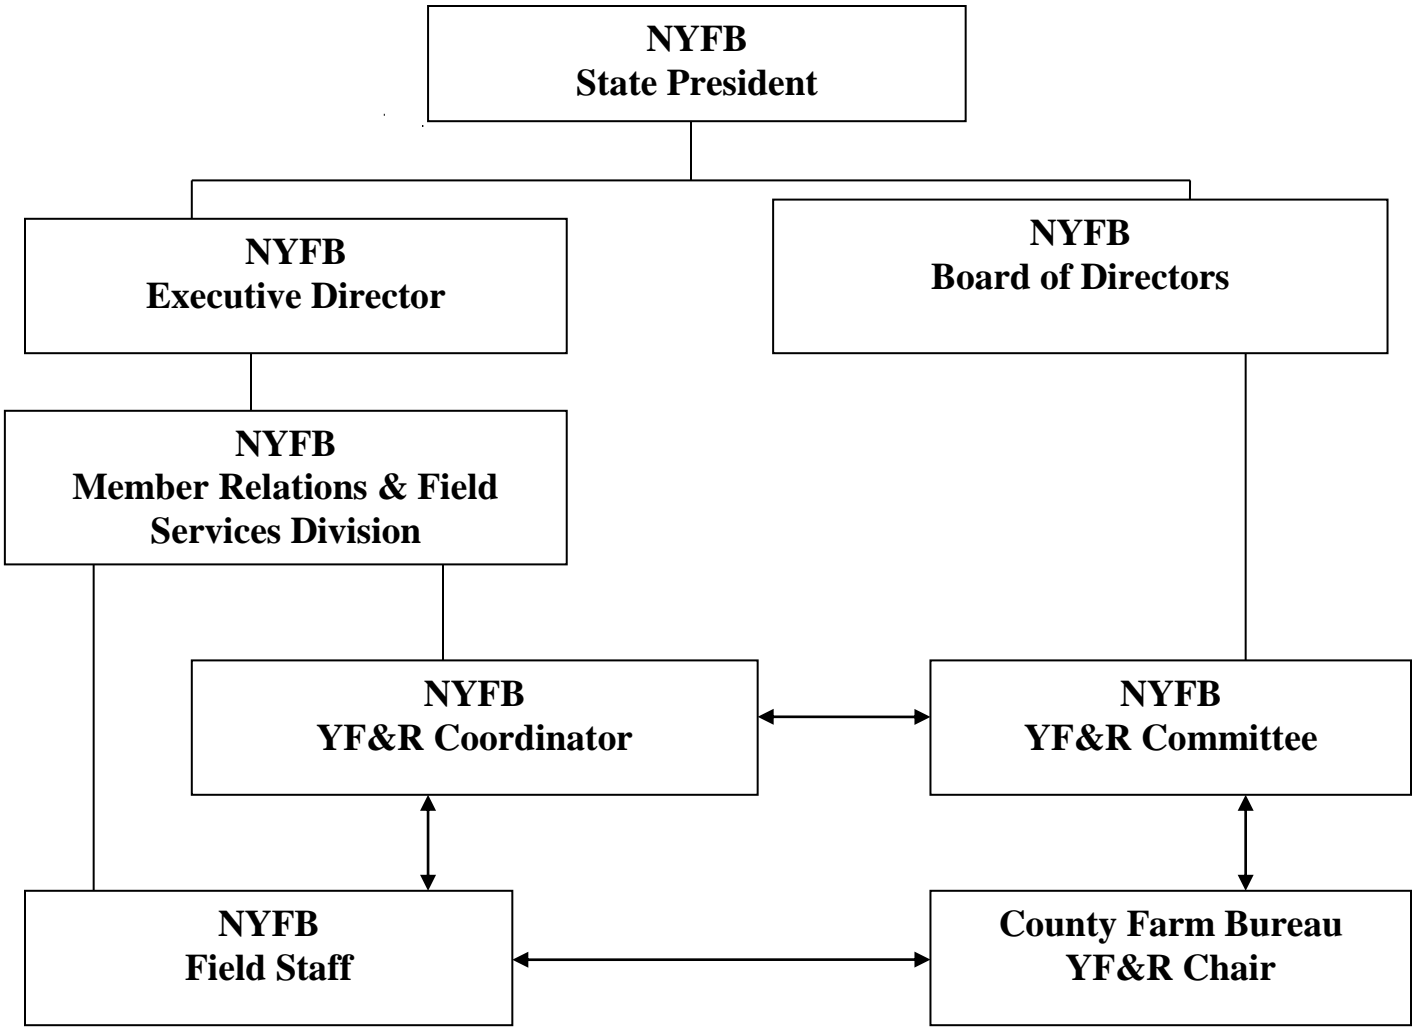 NYFB
State President
NYFB
Executive Director
NYFB
Board of Directors
NYFB
Member Relations & Field
Services Division
NYFB
YF&R Coordinator
NYFB
YF&R Committee
NYFB
Field Staff
County Farm Bureau
YF&R Chair